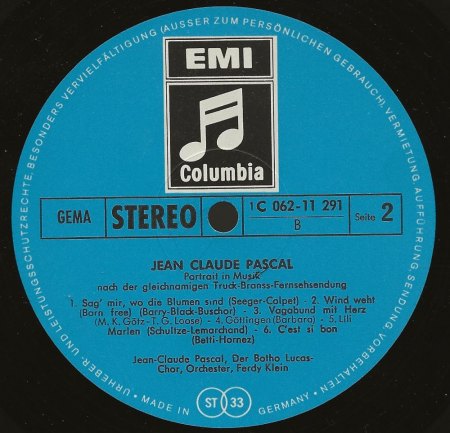 URHEBER- UND LEISTUNGSSCHUTZRECHTE, BESONDERS VERVIELFÄLTIGUNG (AUSSER ZUM PERSÖNLICHEN GEBRAUCH), VERMIETUNG, AUFFÜHRUNG, SENDUNG, VORBEHALTEN
EMI
Columbia
GEMA
STEREO
1C 062-11 291
B
Seite 2
JEAN CLAUDE PASCAL
Portrait in Musik
nach der gleichnamigen Truck-Branss-Fernsehsendung
1. Sag' mir, wo die Blumen sind (Seeger-Colpet) - 2. Wind weht
(Born free) (Barry-Black-Buschor) - 3. Vagabund mit Herz
(M. K. Götz - T. G. Loose) - 4. Göttingen (Barbara) - 5. Lili
Marlen (Schultze-Lemarchand) - 6. C'est si bon
(Betti-Hornez)
Jean-Claude Pascal, Der Botho Lucas-
Chor, Orchester, Ferdy Klein
• MADE IN
ST 33
GERMANY •